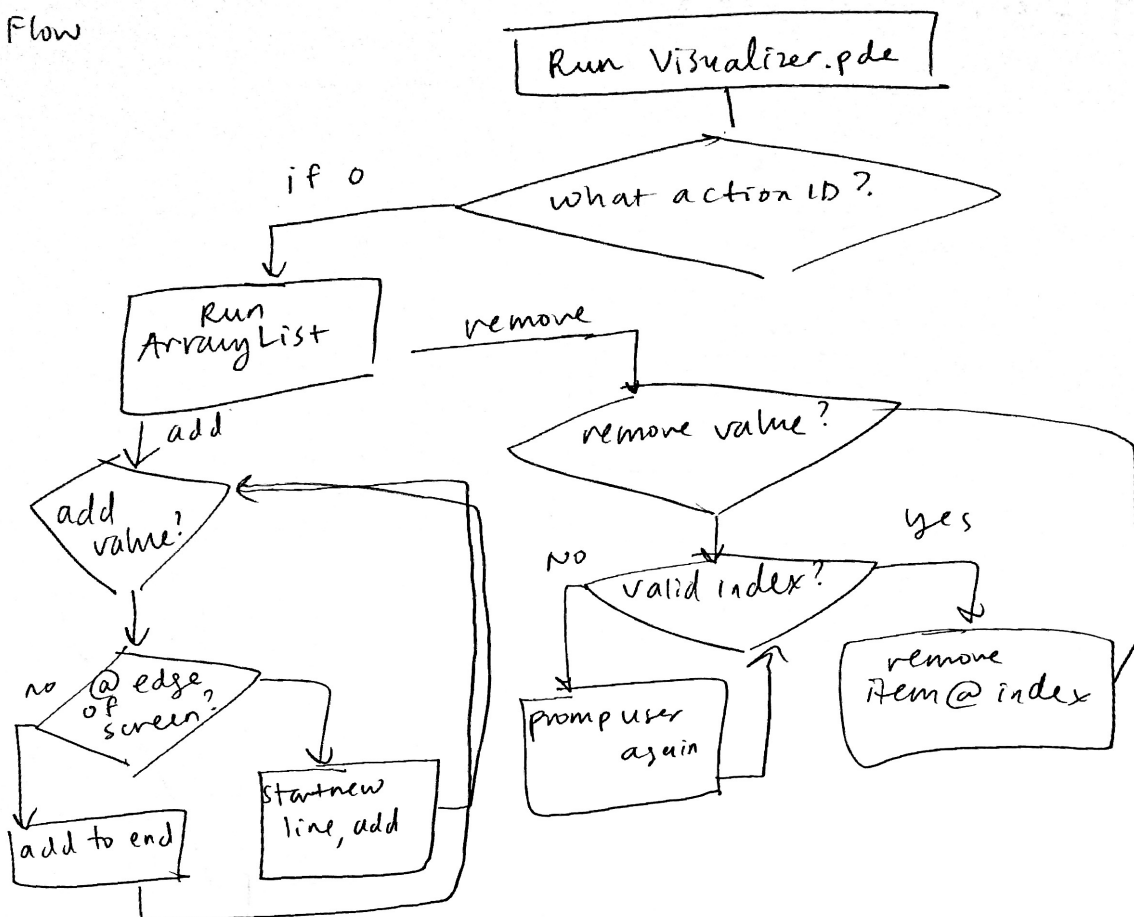 Flow
Run Visualizer.pde
if 0
what action ID?
Run
ArrayList
remove
add
remove value?
add
value?
NO
yes
valid index?
no
@ edge
of
screen?
promp user
again
remove
item @ index
start new
line, add
add to end